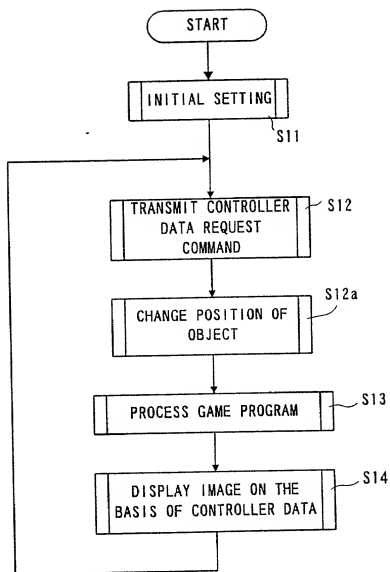 START
INITIAL SETTING
S11
TRANSMIT CONTROLLER
DATA REQUEST
COMMAND
S12
CHANGE POSITION OF
OBJECT
S12a
PROCESS GAME PROGRAM
S13
DISPLAY IMAGE ON THE
BASIS OF CONTROLLER DATA
S14